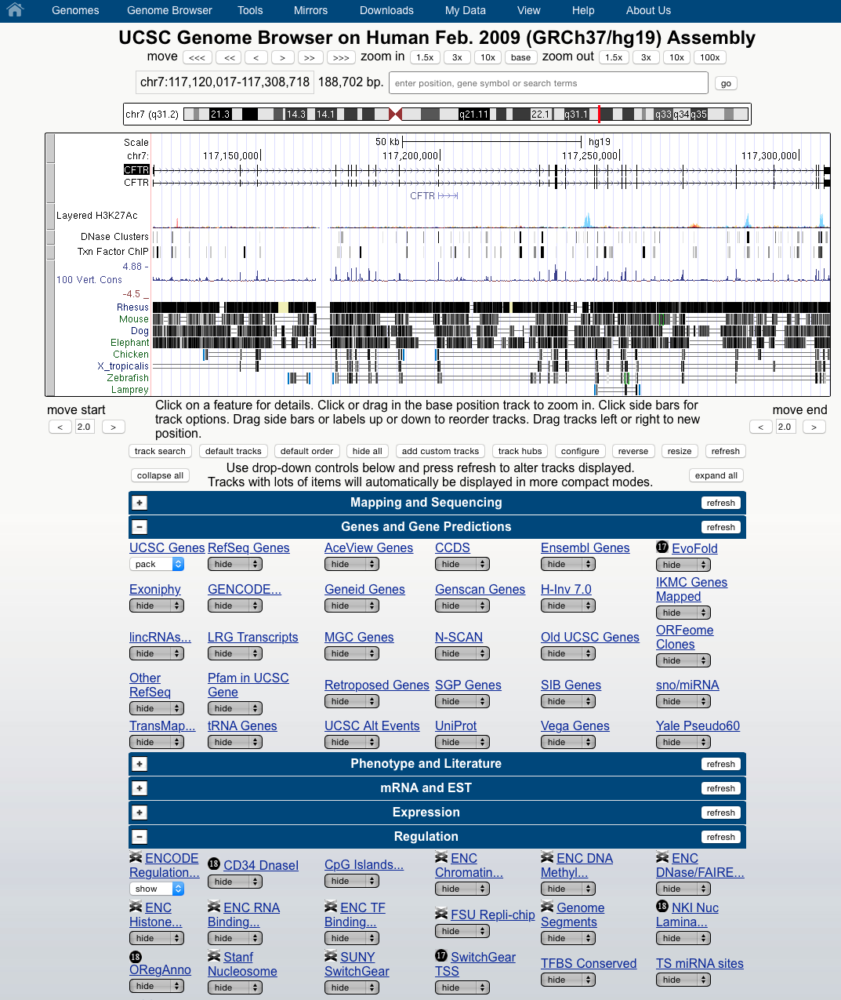 Genomes Genome Browser Tools Mirrors Downloads My Data View Help About Us
UCSC Genome Browser on Human Feb. 2009 (GRCh37/hg19) Assembly
move <<< << < > >> >>> zoom in 1.5x 3x 10x base zoom out 1.5x 3x 10x 100x
chr7:117,120,017-117,308,718 188,702 bp. enter position, gene symbol or search terms go
chr7 (q31.2) 21.3 14.3 14.1 q21.11 22.1 q31.1 q33 q34 q35
Scale 50 kb hg19
chr7: 117,150,000 117,200,000 117,250,000 117,300,000
CFTR
CFTR
CFTR
Layered H3K27Ac
DNase Clusters
Txn Factor ChIP
4.88 -
100 Vert. Cons
-4.5 _
Rhesus
Mouse
Dog
Elephant
Chicken
X_tropicalis
Zebrafish
Lamprey
move start
< 2.0 >
Click on a feature for details. Click or drag in the base position track to zoom in. Click side bars for
track options. Drag side bars or labels up or down to reorder tracks. Drag tracks left or right to new
position.
move end
< 2.0 >
track search default tracks default order hide all add custom tracks track hubs configure reverse resize refresh
collapse all
Use drop-down controls below and press refresh to alter tracks displayed.
Tracks with lots of items will automatically be displayed in more compact modes.
expand all
+ Mapping and Sequencing refresh
- Genes and Gene Predictions refresh
UCSC Genes RefSeq Genes AceView Genes CCDS Ensembl Genes 17 EvoFold
pack hide hide hide hide hide
Exoniphy GENCODE... Geneid Genes Genscan Genes H-Inv 7.0 IKMC Genes
Mapped
hide hide hide hide hide hide
lincRNAs... LRG Transcripts MGC Genes N-SCAN Old UCSC Genes ORFeome
Clones
hide hide hide hide hide hide
Other
RefSeq Pfam in UCSC
Gene Retroposed Genes SGP Genes SIB Genes sno/miRNA
hide hide hide hide hide hide
TransMap... tRNA Genes UCSC Alt Events UniProt Vega Genes Yale Pseudo60
hide hide hide hide hide hide
+ Phenotype and Literature refresh
+ mRNA and EST refresh
+ Expression refresh
- Regulation refresh
ENCODE
Regulation... 18 CD34 DnaseI CpG Islands... ENC
Chromatin... ENC DNA
Methyl... ENC
DNase/FAIRE...
show hide hide hide hide hide
ENC
Histone... ENC RNA
Binding... ENC TF
Binding... FSU Repli-chip Genome
Segments 18 NKI Nuc
Lamina...
hide hide hide hide hide hide
18
ORegAnno Stanf
Nucleosome SUNY
SwitchGear 17 SwitchGear
TSS TFBS Conserved TS miRNA sites
hide hide hide hide hide hide